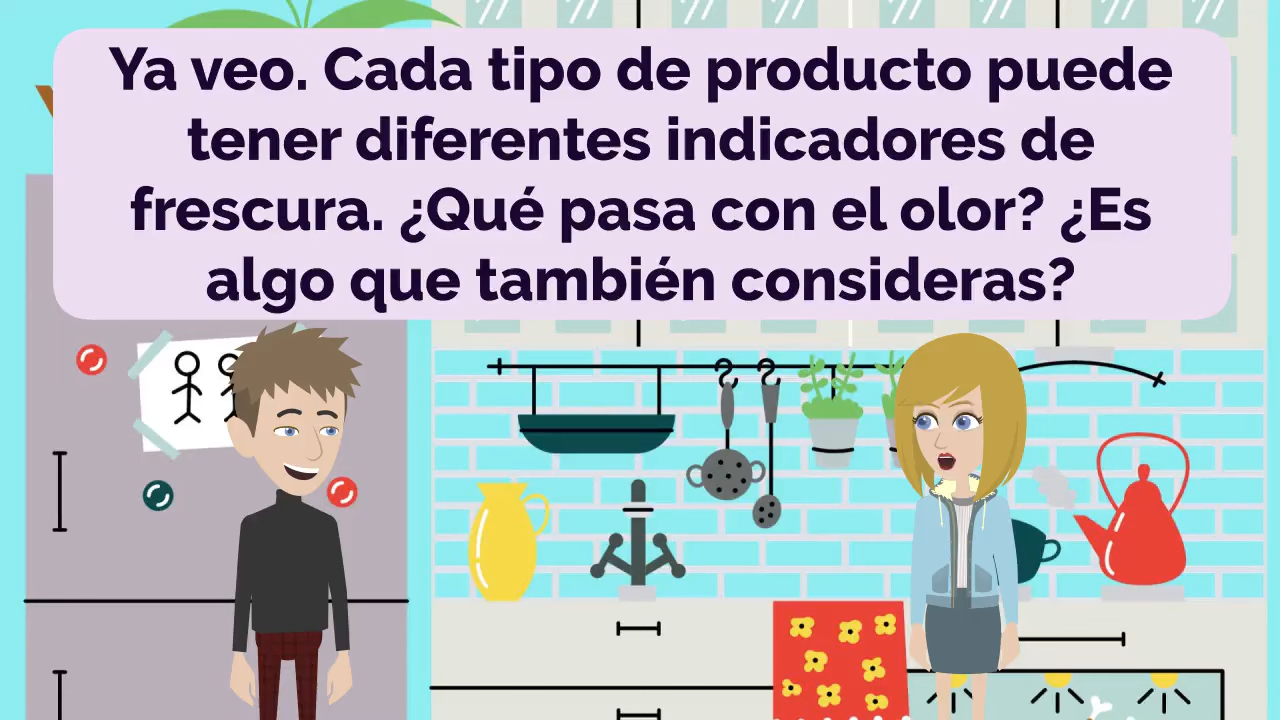 Ya veo. Cada tipo de producto puede
tener diferentes indicadores de
frescura. ¿Qué pasa con el olor? ¿Es
algo que también consideras?